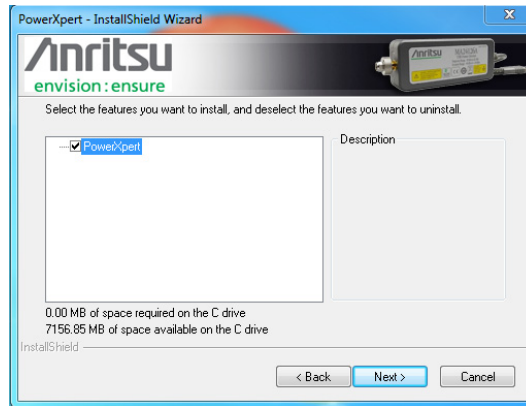 PowerXpert - InstallShield Wizard
Anritsu
envision : ensure
Anritsu
Select the features you want to install, and deselect the features you want to uninstall.
PowerXpert
Description
0.00 MB of space required on the C drive
7156.85 MB of space available on the C drive
InstallShield
< Back
Next >
Cancel